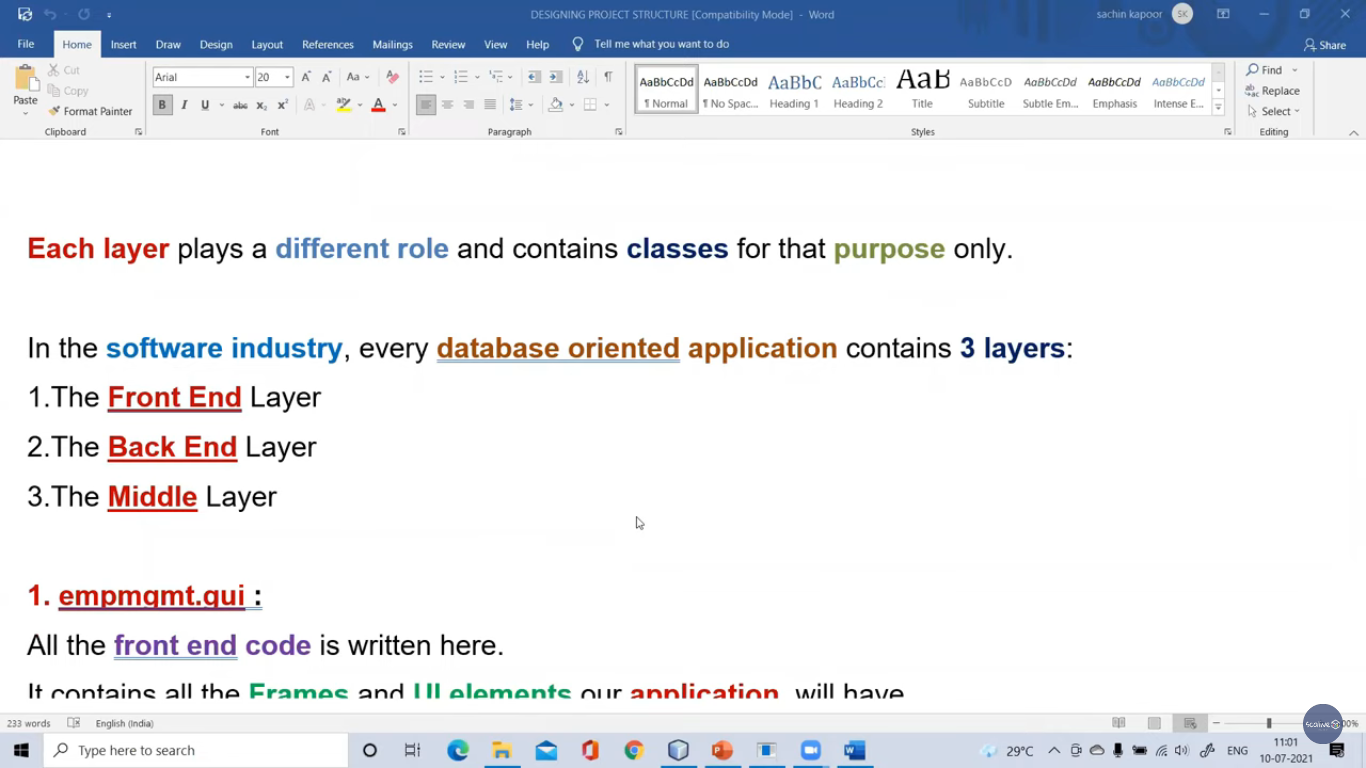 DESIGNING PROJECT STRUCTURE [Compatibility Mode] - Word
sachin kapoor
SK
File Home Insert Draw Design Layout References Mailings Review View Help Tell me what you want to do
Share
Paste
Cut
Copy
Format Painter
Clipboard
Arial 20
Font
Paragraph
AaBbCcDd AaBbCcDd AaBbC AaBbCc AaB AaBbCcD AaBbCcDd AaBbCcDd AaBbCcDd
¶ Normal ¶ No Spac... Heading 1 Heading 2 Title Subtitle Subtle Em... Emphasis Intense E...
Styles
Find
Replace
Select
Editing
Each layer plays a different role and contains classes for that purpose only.
In the software industry, every database oriented application contains 3 layers:
1.The Front End Layer
2.The Back End Layer
3.The Middle Layer
1. empmgmt.gui :
All the front end code is written here.
It contains all the Frames and UI elements our application will have
233 words English (India)
scalive
Type here to search
29°C
ENG
11:01
10-07-2021